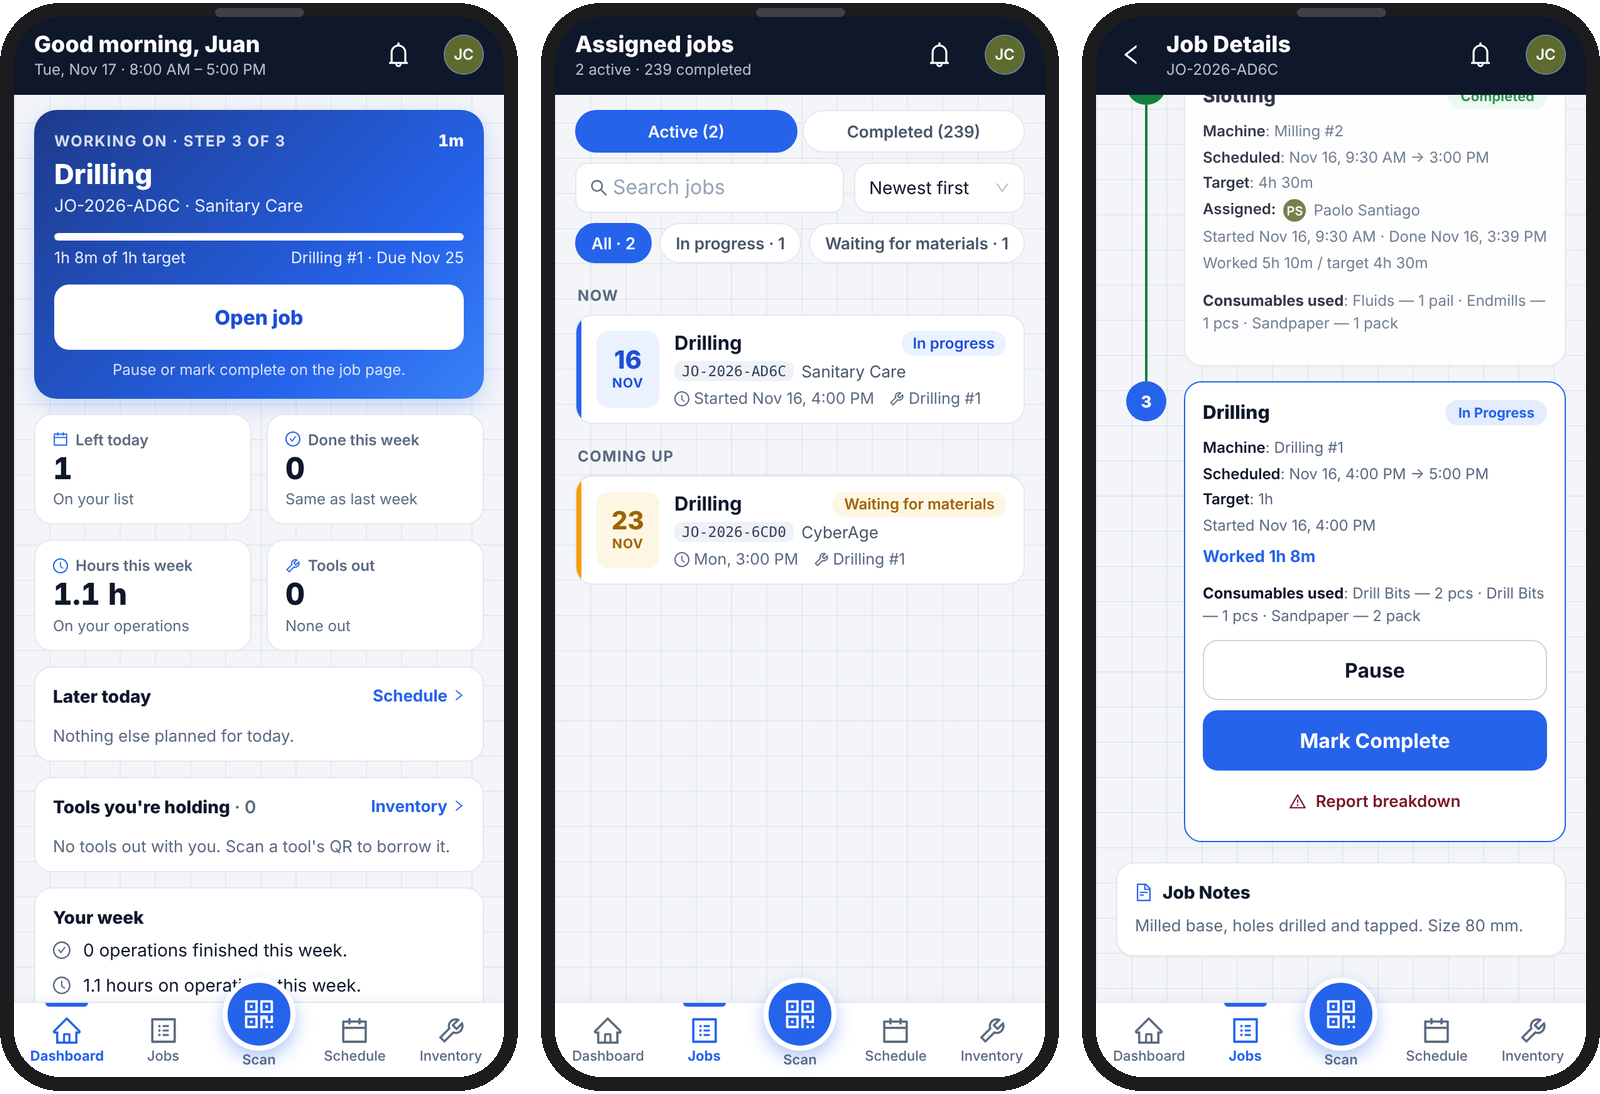 Good morning, Juan
Tue, Nov 17 · 8:00 AM – 5:00 PM
JC
WORKING ON · STEP 3 OF 3
1m
Drilling
JO-2026-AD6C · Sanitary Care
1h 8m of 1h target
Drilling #1 · Due Nov 25
Open job
Pause or mark complete on the job page.
Left today
1
On your list
Done this week
0
Same as last week
Hours this week
1.1 h
On your operations
Tools out
0
None out
Later today
Schedule
Nothing else planned for today.
Tools you're holding · 0
Inventory
No tools out with you. Scan a tool's QR to borrow it.
Your week
0 operations finished this week.
1.1 hours on operati this week.
Dashboard
Jobs
Scan
Schedule
Inventory
Assigned jobs
2 active · 239 completed
JC
Active (2)
Completed (239)
Search jobs
Newest first
All · 2
In progress · 1
Waiting for materials · 1
NOW
16
NOV
Drilling
In progress
JO-2026-AD6C Sanitary Care
Started Nov 16, 4:00 PM
Drilling #1
COMING UP
23
NOV
Drilling
Waiting for materials
JO-2026-6CD0 CyberAge
Mon, 3:00 PM
Drilling #1
Dashboard
Jobs
Scan
Schedule
Inventory
Job Details
JO-2026-AD6C
JC
Slotting
Completed
Machine: Milling #2
Scheduled: Nov 16, 9:30 AM → 3:00 PM
Target: 4h 30m
Assigned: PS Paolo Santiago
Started Nov 16, 9:30 AM · Done Nov 16, 3:39 PM
Worked 5h 10m / target 4h 30m
Consumables used: Fluids — 1 pail · Endmills —
1 pcs · Sandpaper — 1 pack
3
Drilling
In Progress
Machine: Drilling #1
Scheduled: Nov 16, 4:00 PM → 5:00 PM
Target: 1h
Started Nov 16, 4:00 PM
Worked 1h 8m
Consumables used: Drill Bits — 2 pcs · Drill Bits
— 1 pcs · Sandpaper — 2 pack
Pause
Mark Complete
Report breakdown
Job Notes
Milled base, holes drilled and tapped. Size 80 mm.
Dashboard
Jobs
Scan
Schedule
Inventory